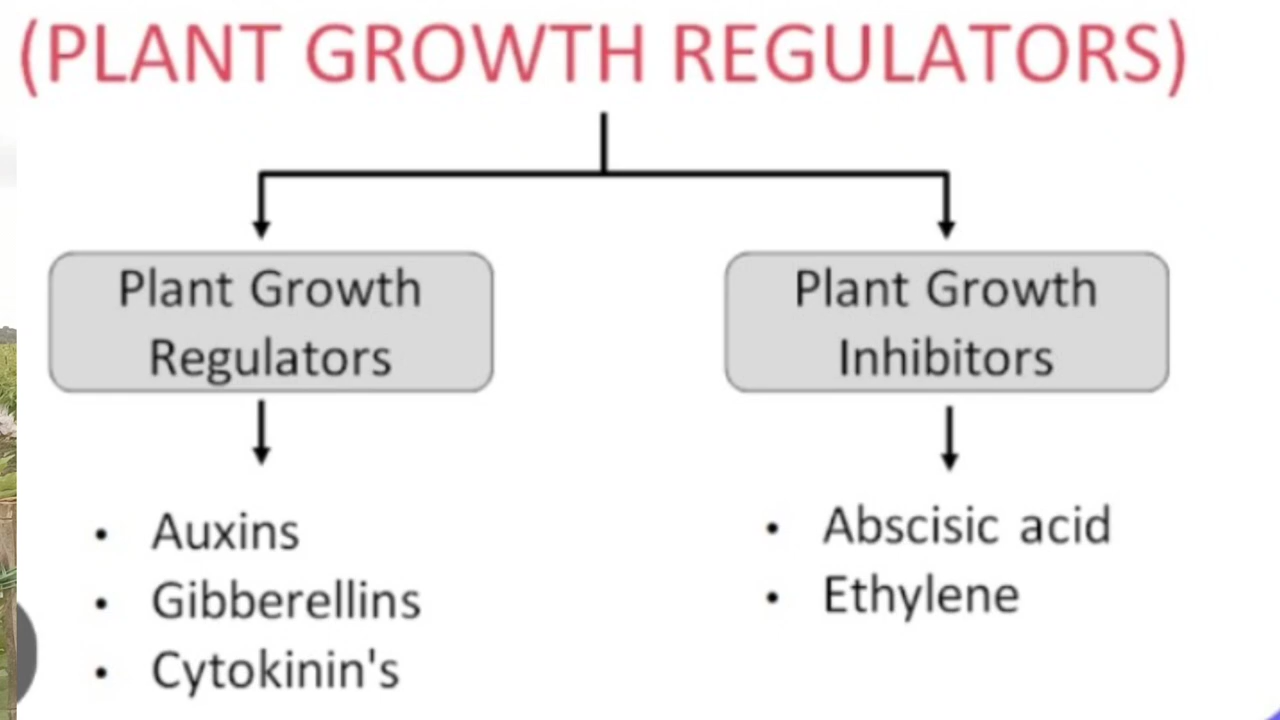 (PLANT GROWTH REGULATORS)
Plant Growth
Regulators
Plant Growth
Inhibitors
• Auxins
• Gibberellins
• Cytokinin's
• Abscisic acid
• Ethylene